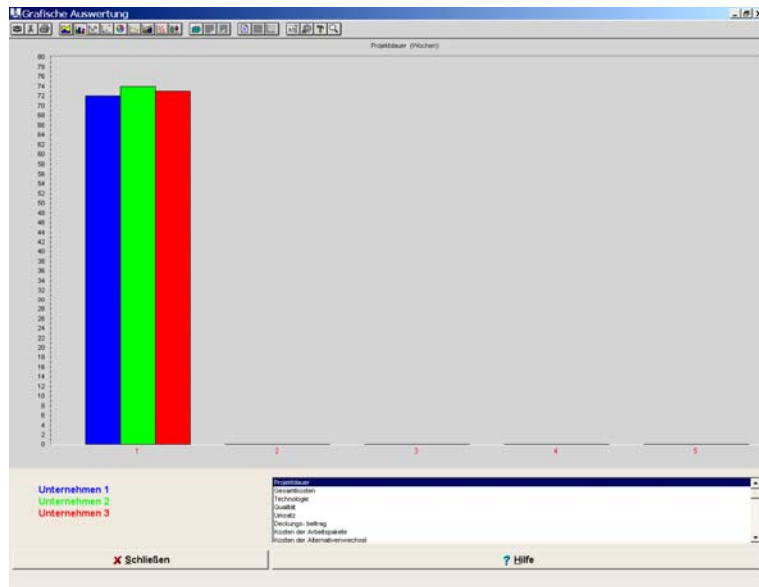 Grafische Auswertung
Projektdauer (Wochen)
80
78
76
74
72
70
68
66
64
62
60
58
56
54
52
50
48
46
44
42
40
38
36
34
32
30
28
26
24
22
20
18
16
14
12
10
8
6
4
2
0
1 2 3 4 5
Unternehmen 1
Unternehmen 2
Unternehmen 3
Projektdauer
Gesamtkosten
Technologie
Qualität
Umsatz
Deckungs- beitrag
Kosten der Arbeitspakete
Kosten der Alternativenwechsel
Schließen
? Hilfe